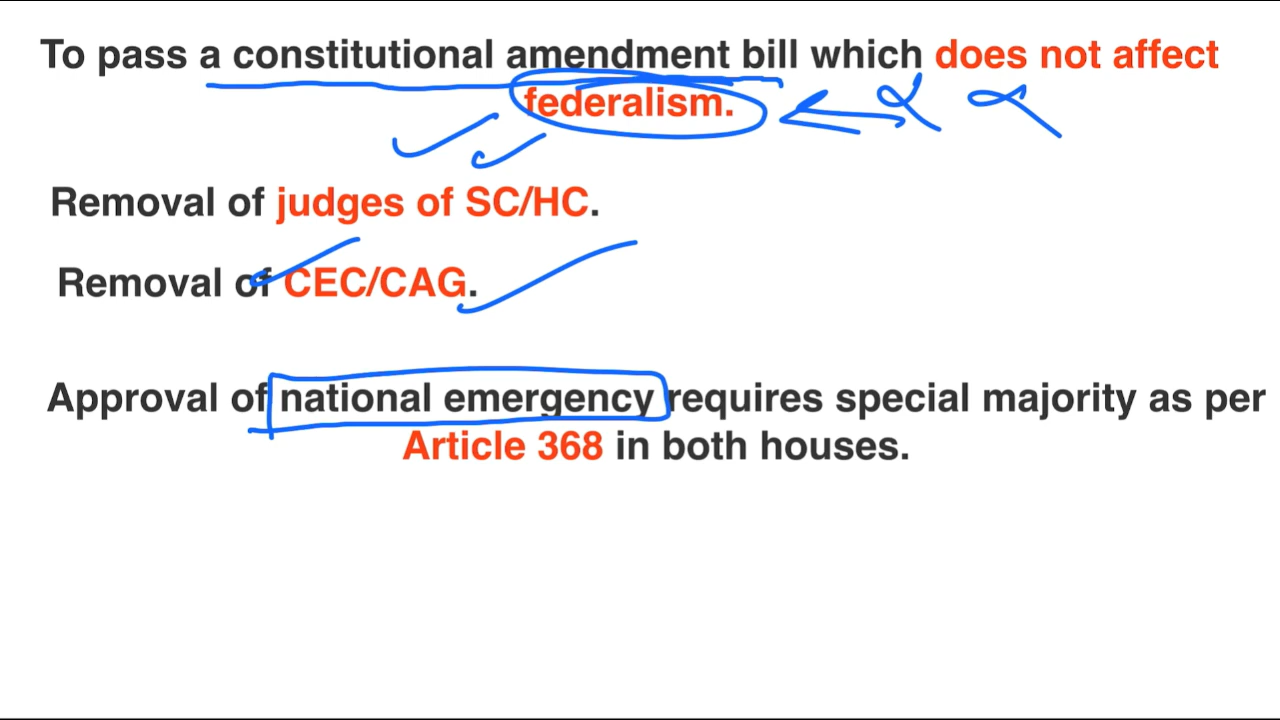 To pass a constitutional amendment bill which does not affect
federalism.
Removal of judges of SC/HC.
Removal of CEC/CAG.
Approval of national emergency requires special majority as per
Article 368 in both houses.